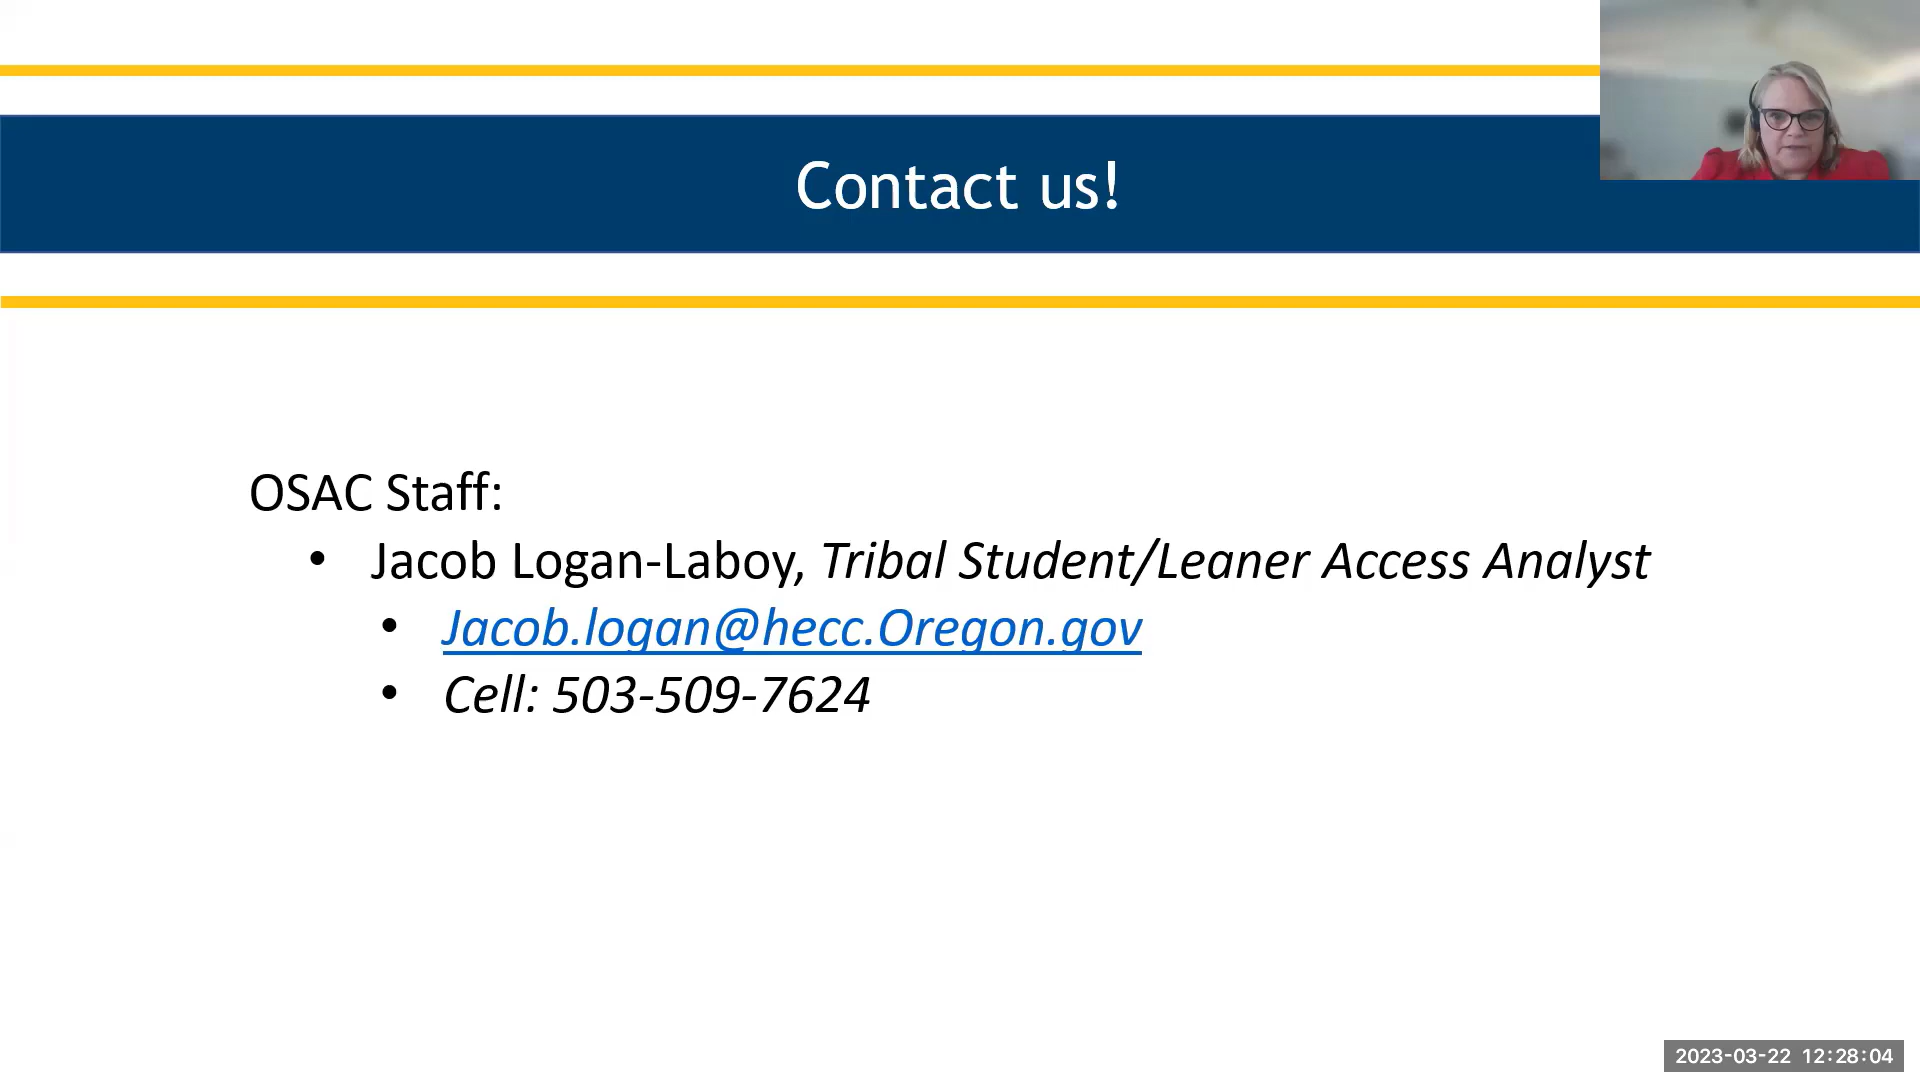 Contact us!
OSAC Staff:
• Jacob Logan-Laboy, Tribal Student/Leaner Access Analyst
• Jacob.logan@hecc.Oregon.gov
• Cell: 503-509-7624
2023-03-22 12:28:04